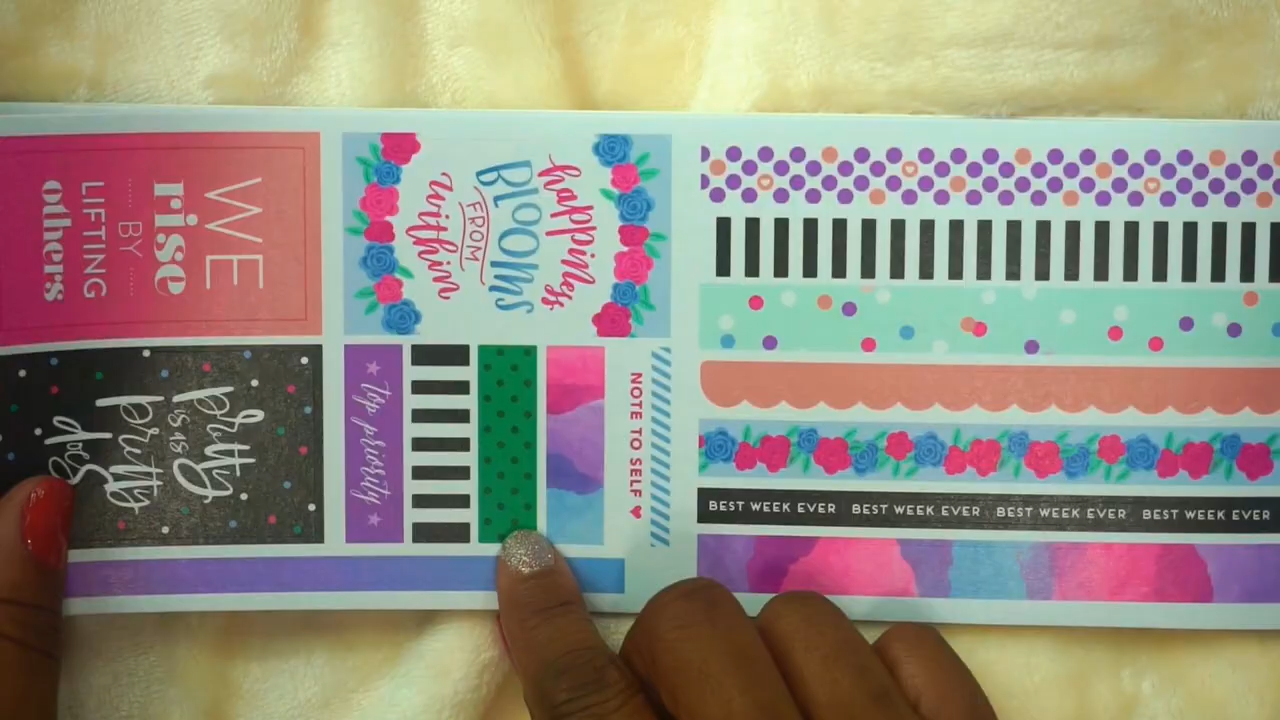 WE
rise
BY
LIFTING
others
happiness
BLOOMS
FROM
within
pretty
is as
pretty
does
top priority
NOTE TO SELF
BEST WEEK EVER BEST WEEK EVER BEST WEEK EVER BEST WEEK EVER